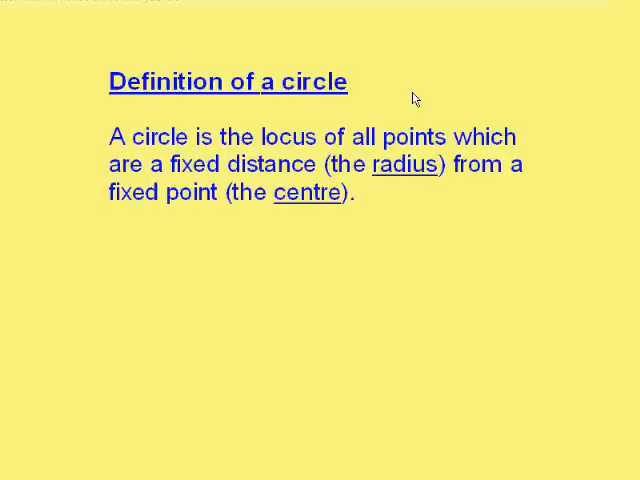 Definition of a circle
A circle is the locus of all points which
are a fixed distance (the radius) from a
fixed point (the centre).